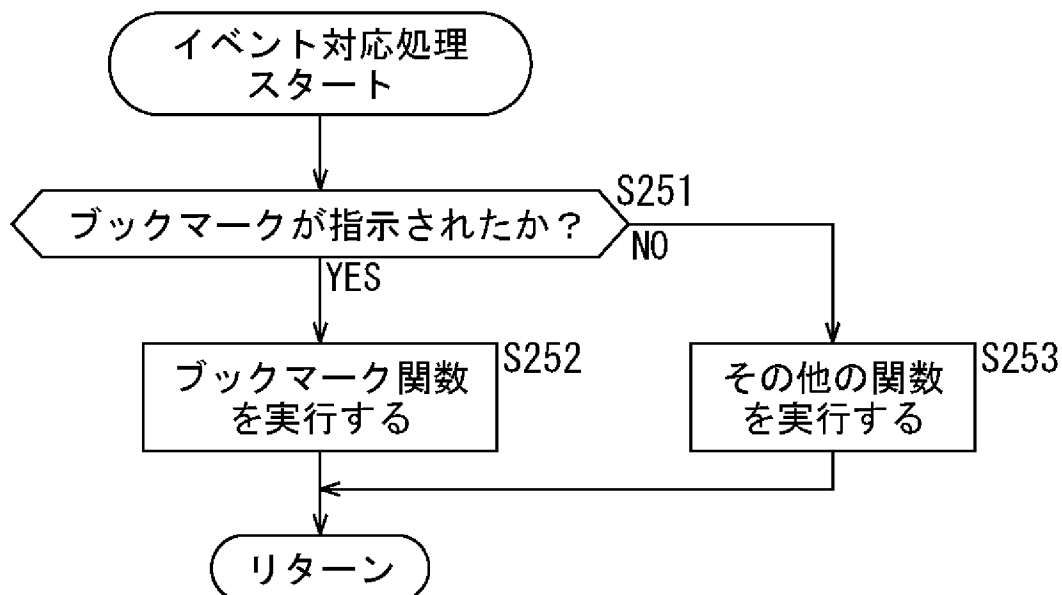 イベント対応処理
スタート
S251
ブックマークが指示されたか？
NO
YES
S252
ブックマーク関数
を実行する
S253
その他の関数
を実行する
リターン